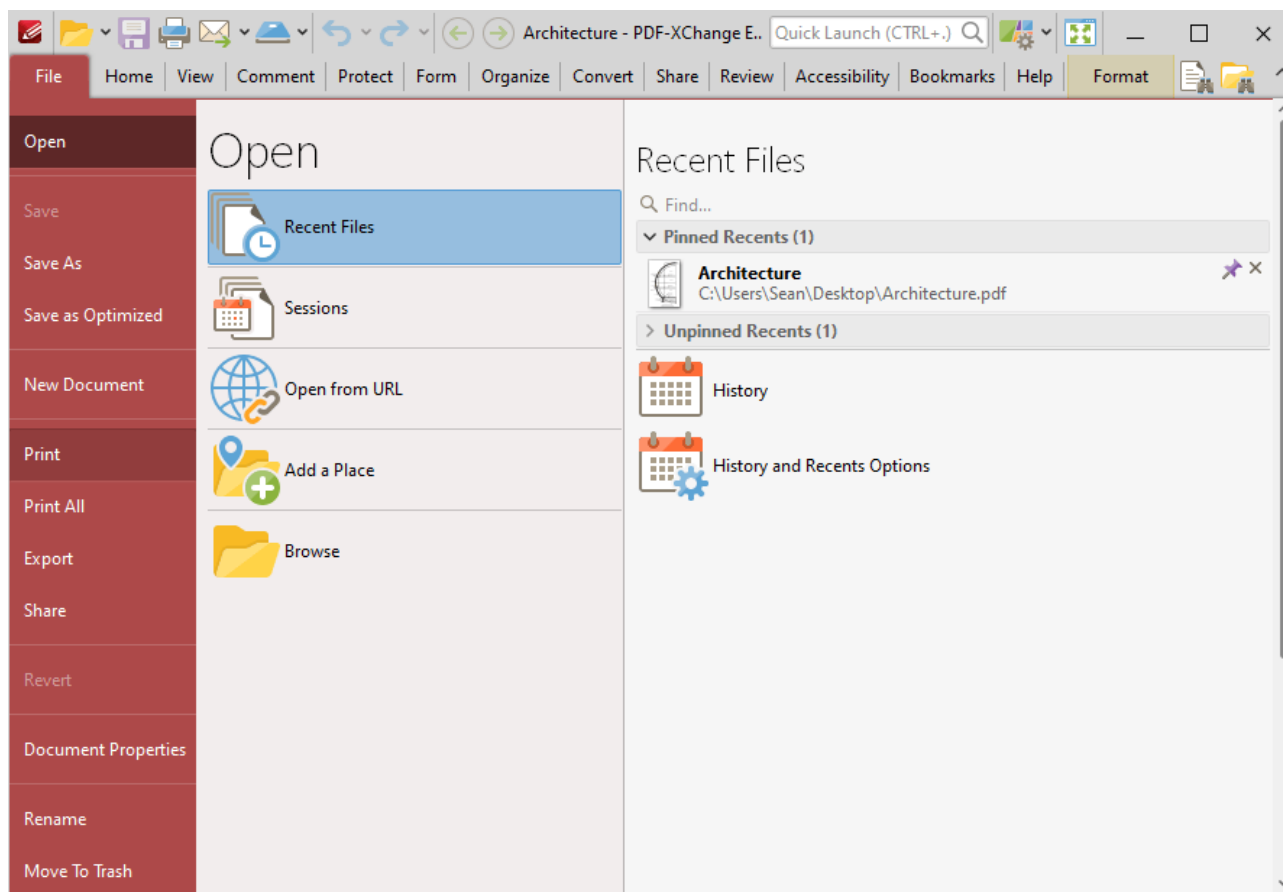 Architecture - PDF-XChange E.. Quick Launch (CTRL+.)
File Home View Comment Protect Form Organize Convert Share Review Accessibility Bookmarks Help Format
Open
Save
Save As
Save as Optimized
New Document
Print
Print All
Export
Share
Revert
Document Properties
Rename
Move To Trash
Open
Recent Files
Sessions
Open from URL
Add a Place
Browse
Recent Files
Find...
Pinned Recents (1)
Architecture
C:\Users\Sean\Desktop\Architecture.pdf
Unpinned Recents (1)
History
History and Recents Options